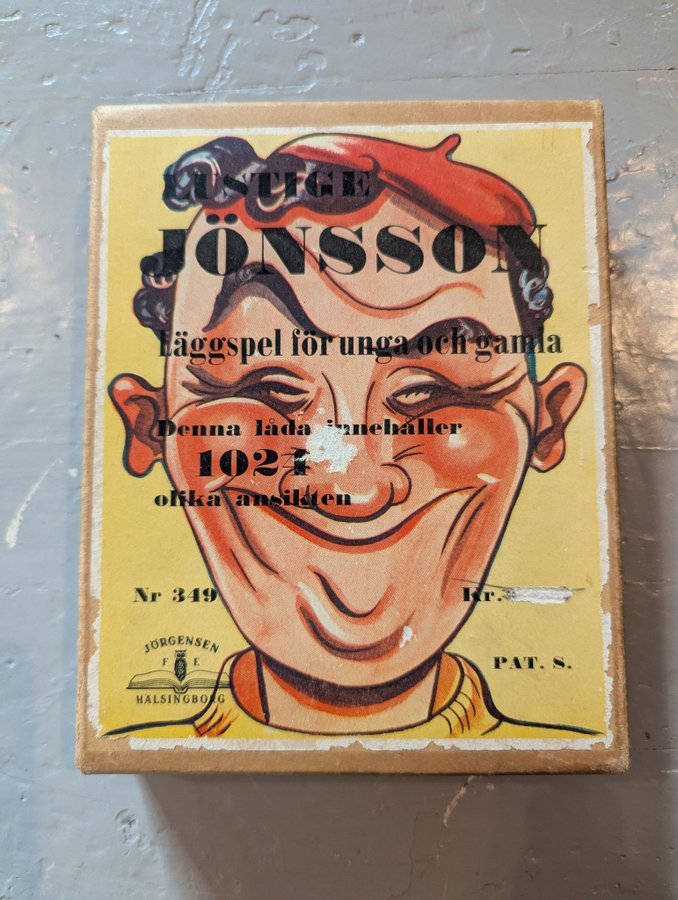 LUSTIGE
JÖNSSON
Läggspel för unga och gamla
Denna låda innehåller
1024
olika ansikten
Nr 349
Kr.
PAT. S.
JÖRGENSEN
F E
HÄLSINGBORG